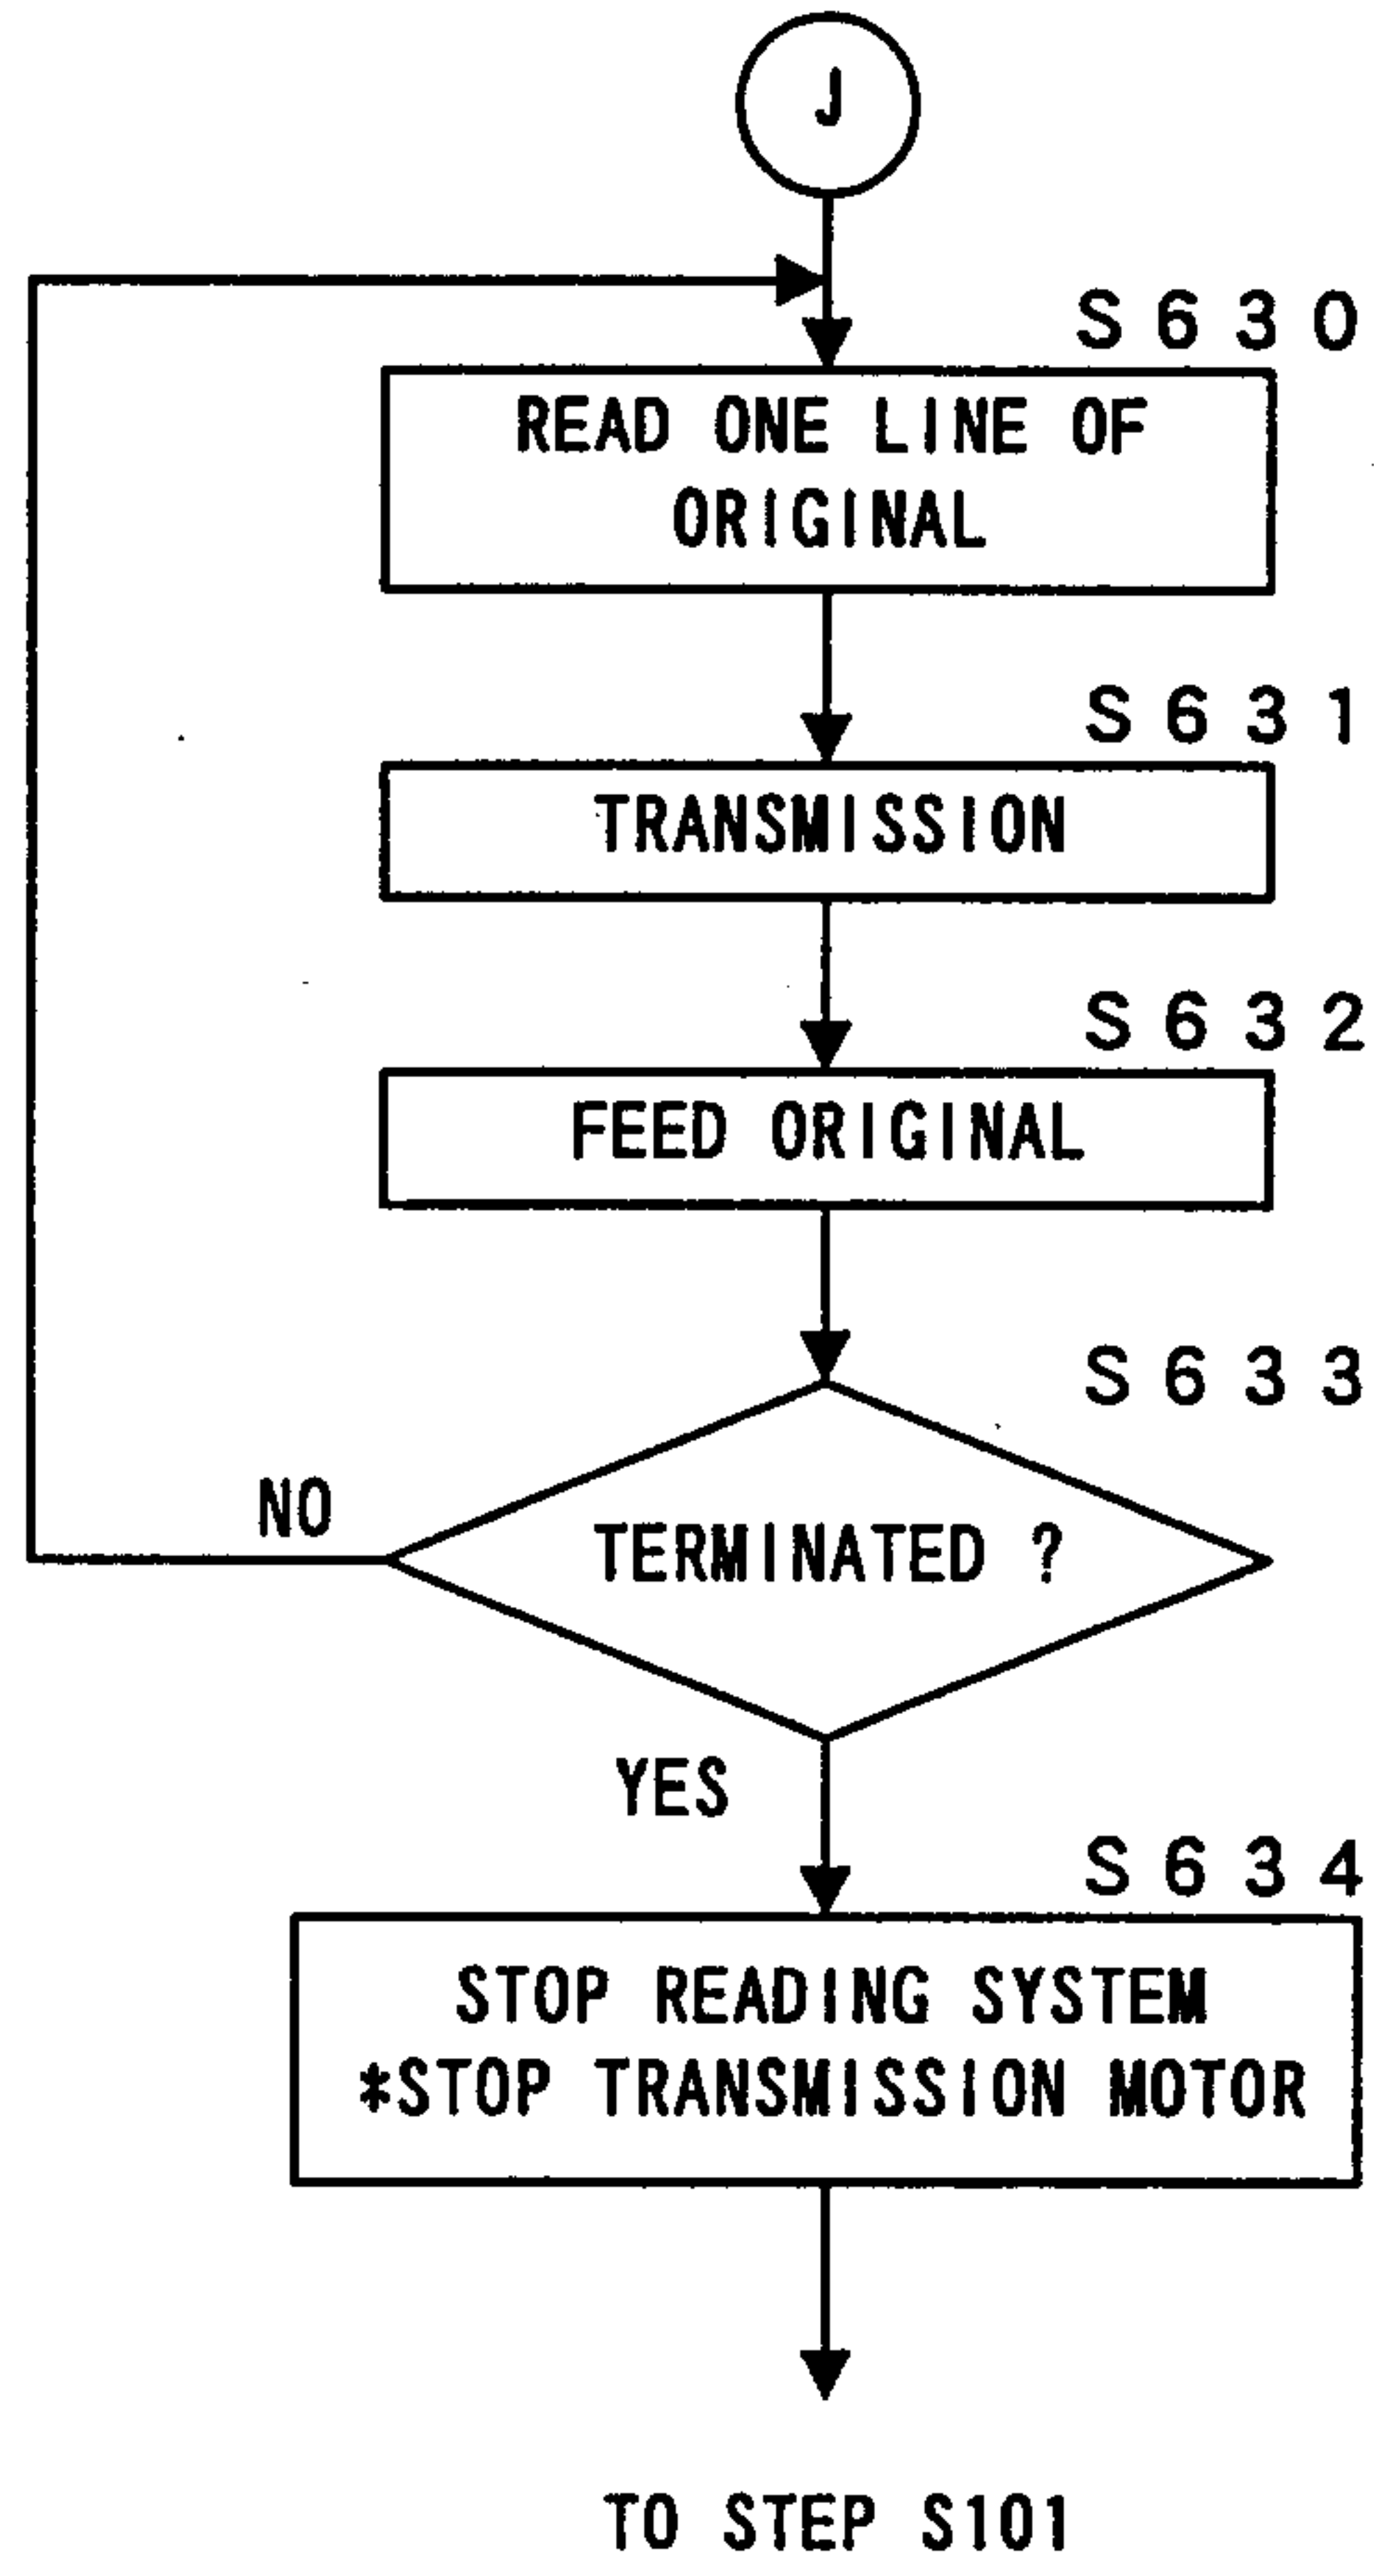 J
S630
READ ONE LINE OF
ORIGINAL
S631
TRANSMISSION
S632
FEED ORIGINAL
S633
NO
TERMINATED ?
YES
S634
STOP READING SYSTEM
*STOP TRANSMISSION MOTOR
TO STEP S101